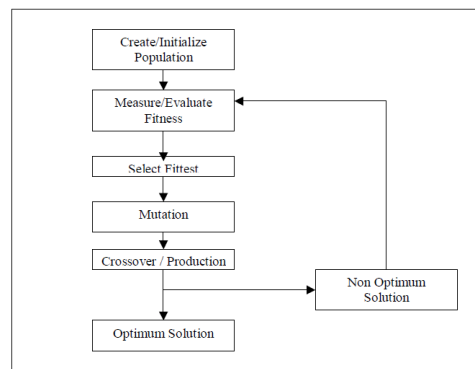 Create/Initialize
Population
Measure/Evaluate
Fitness
Select Fittest
Mutation
Crossover / Production
Non Optimum
Solution
Optimum Solution